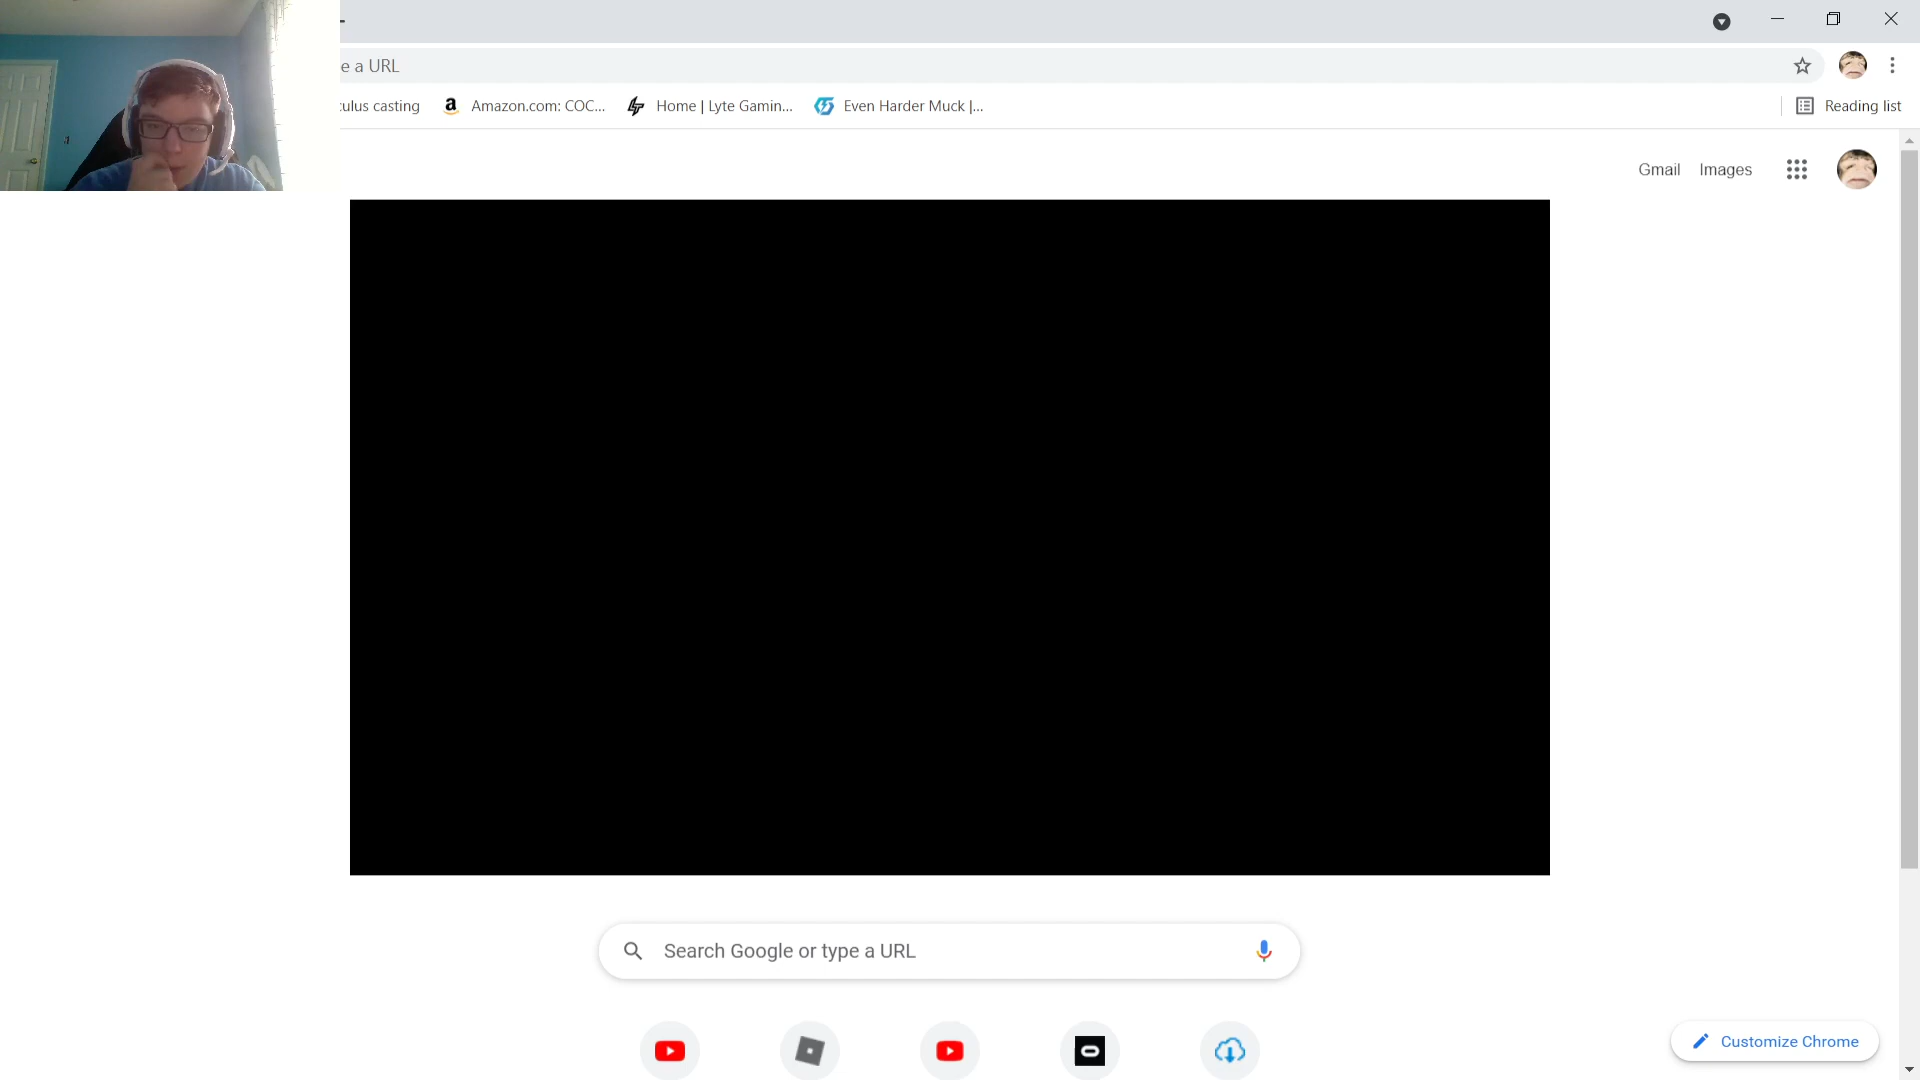 e a URL
culus casting
Amazon.com: COC...
Home | Lyte Gamin...
Even Harder Muck |...
Reading list
Gmail
Images
Search Google or type a URL
Customize Chrome